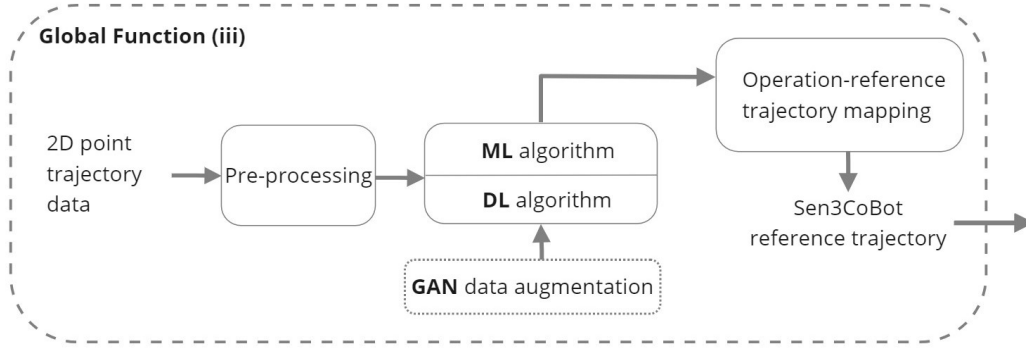 Global Function (iii)
2D point
trajectory
data
Pre-processing
ML algorithm
DL algorithm
GAN data augmentation
Operation-reference
trajectory mapping
Sen3CoBot
reference trajectory